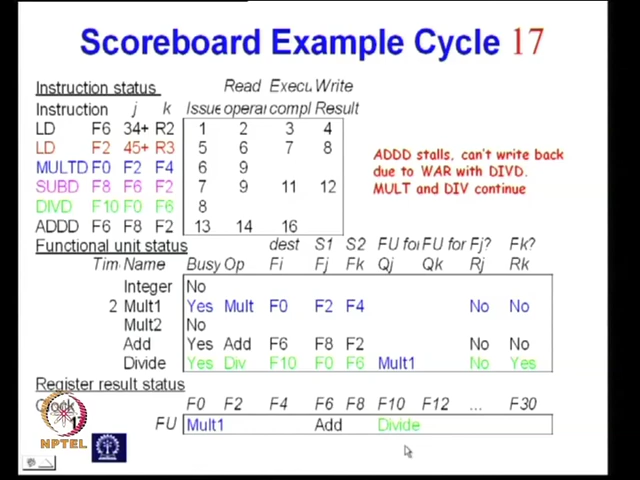 Scoreboard Example Cycle 17
Read Execu Write
Instruction status
Instruction j k Issue operan compl Result
LD F6 34+ R2 1 2 3 4
LD F2 45+ R3 5 6 7 8
MULTD F0 F2 F4 6 9
SUBD F8 F6 F2 7 9 11 12
DIVD F10 F0 F6 8
ADDD F6 F8 F2 13 14 16
ADDD stalls, can't write back
due to WAR with DIVD.
MULT and DIV continue
Functional unit status dest S1 S2 FU for FU for Fj? Fk?
Tim Name Busy Op Fi Fj Fk Qj Qk Rj Rk
Integer No
2 Mult1 Yes Mult F0 F2 F4 No No
Mult2 No
Add Yes Add F6 F8 F2 No No
Divide Yes Div F10 F0 F6 Mult1 No Yes
Register result status
F0 F2 F4 F6 F8 F10 F12 ... F30
FU Mult1 Add Divide
NPTEL